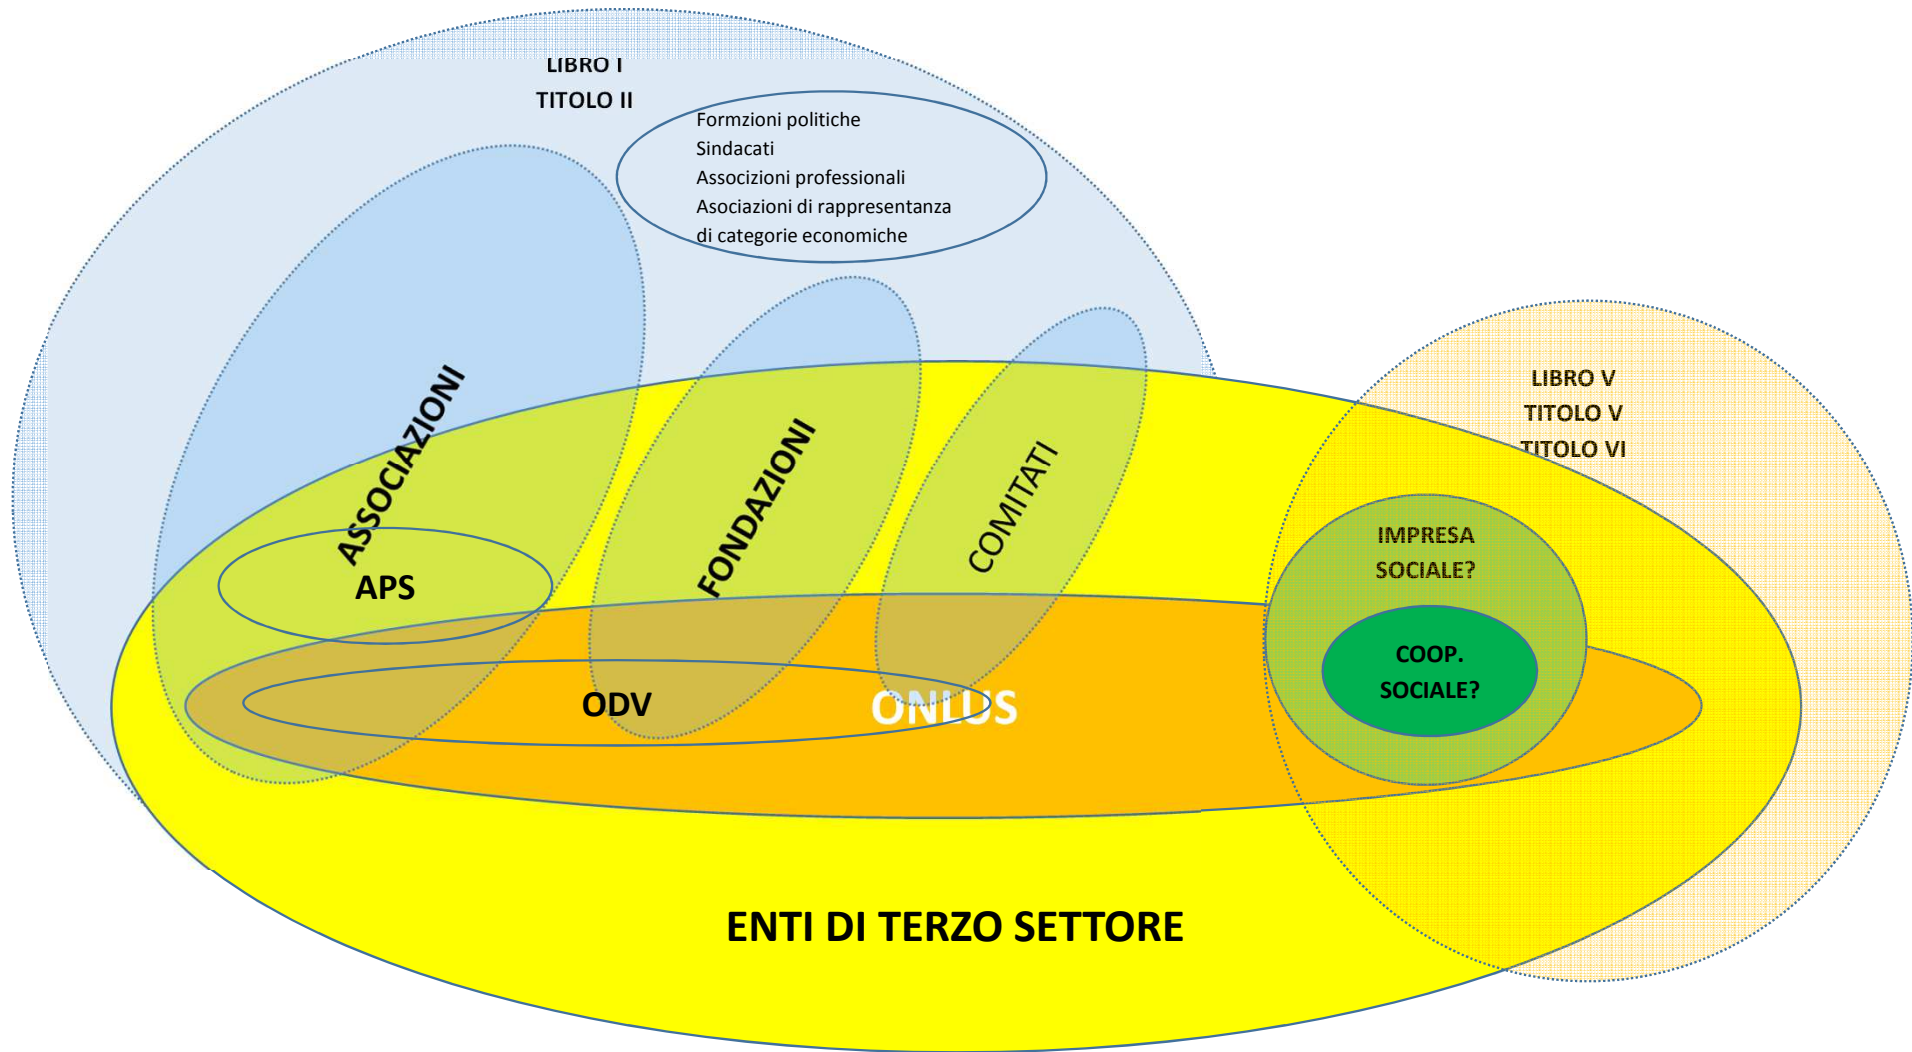 LIBRO I
TITOLO II
Formzioni politiche
Sindacati
Associzioni professionali
Asociazioni di rappresentanza
di categorie economiche
ASSOCIAZIONI
FONDAZIONI
COMITATI
LIBRO V
TITOLO V
TITOLO VI
IMPRESA
SOCIALE?
APS
COOP.
SOCIALE?
ODV
ONLUS
ENTI DI TERZO SETTORE